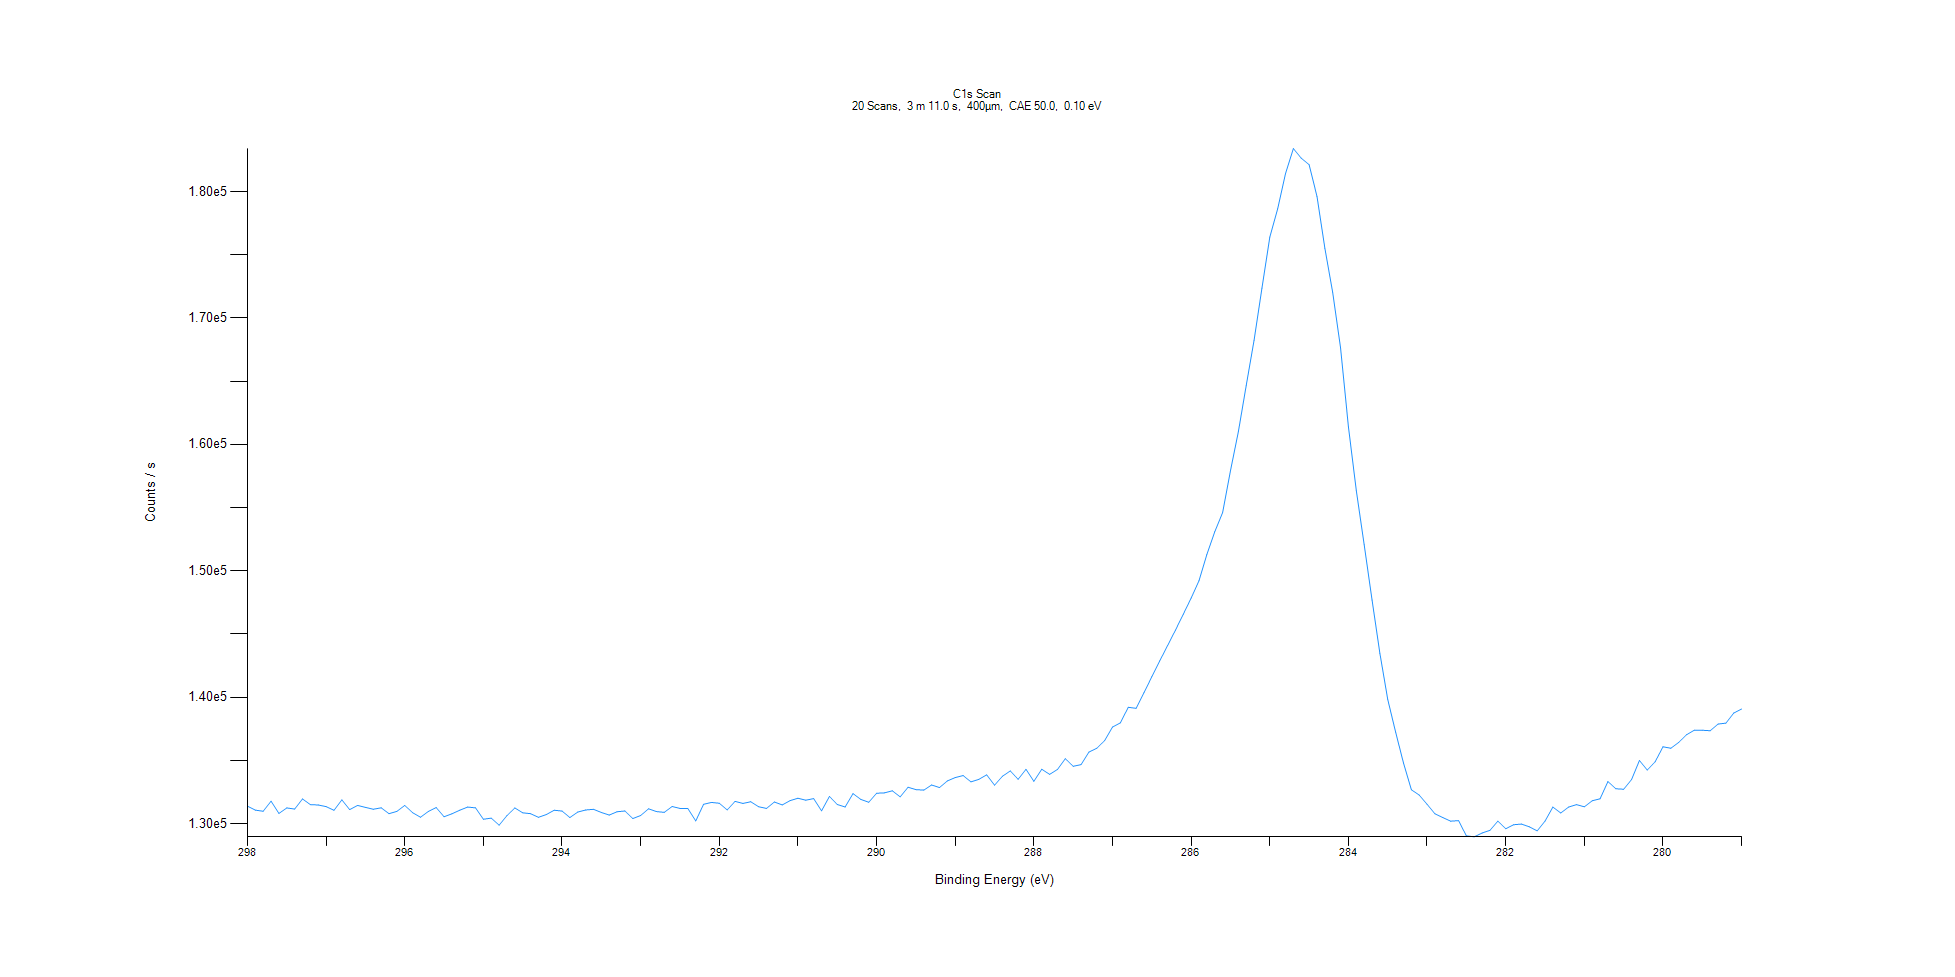 C1s Scan
20 Scans, 3 m 11.0 s, 400µm, CAE 50.0, 0.10 eV
1.80e5
1.70e5
1.60e5
1.50e5
1.40e5
1.30e5
Counts / s
298 296 294 292 290 288 286 284 282 280
Binding Energy (eV)